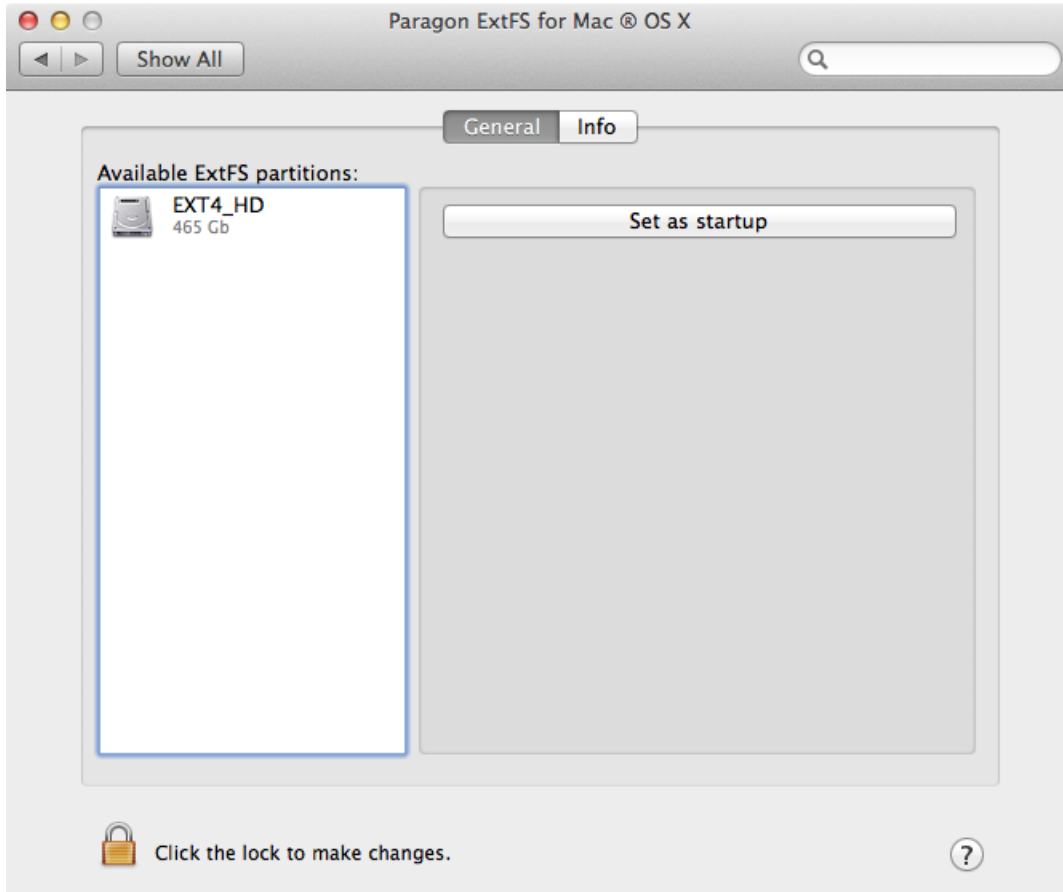 Paragon ExtFS for Mac ® OS X
Show All
General Info
Available ExtFS partitions:
EXT4_HD
465 Gb
Set as startup
Click the lock to make changes.
?